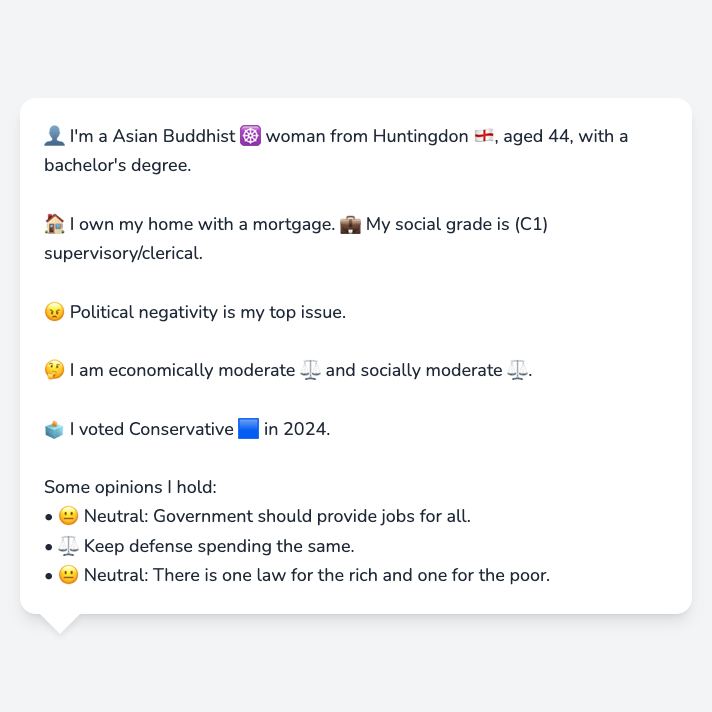 👤 I'm a Asian Buddhist ☸️ woman from Huntingdon 🏴󠁧󠁢󠁥󠁮󠁧󠁿, aged 44, with a
bachelor's degree.
🏠 I own my home with a mortgage. 💼 My social grade is (C1)
supervisory/clerical.
😠 Political negativity is my top issue.
🤔 I am economically moderate ⚖️ and socially moderate ⚖️.
🗳️ I voted Conservative 🟦 in 2024.
Some opinions I hold:
• 😐 Neutral: Government should provide jobs for all.
• ⚖️ Keep defense spending the same.
• 😐 Neutral: There is one law for the rich and one for the poor.